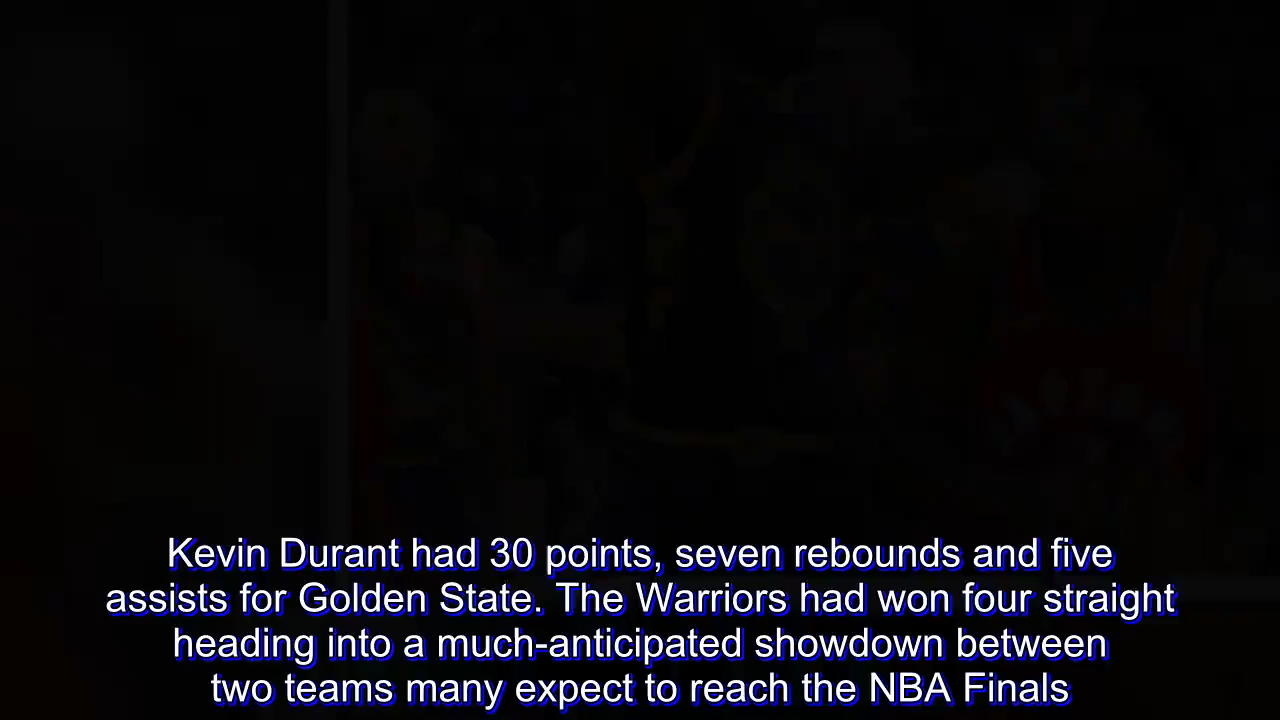 Kevin Durant had 30 points, seven rebounds and five
assists for Golden State. The Warriors had won four straight
heading into a much-anticipated showdown between
two teams many expect to reach the NBA Finals